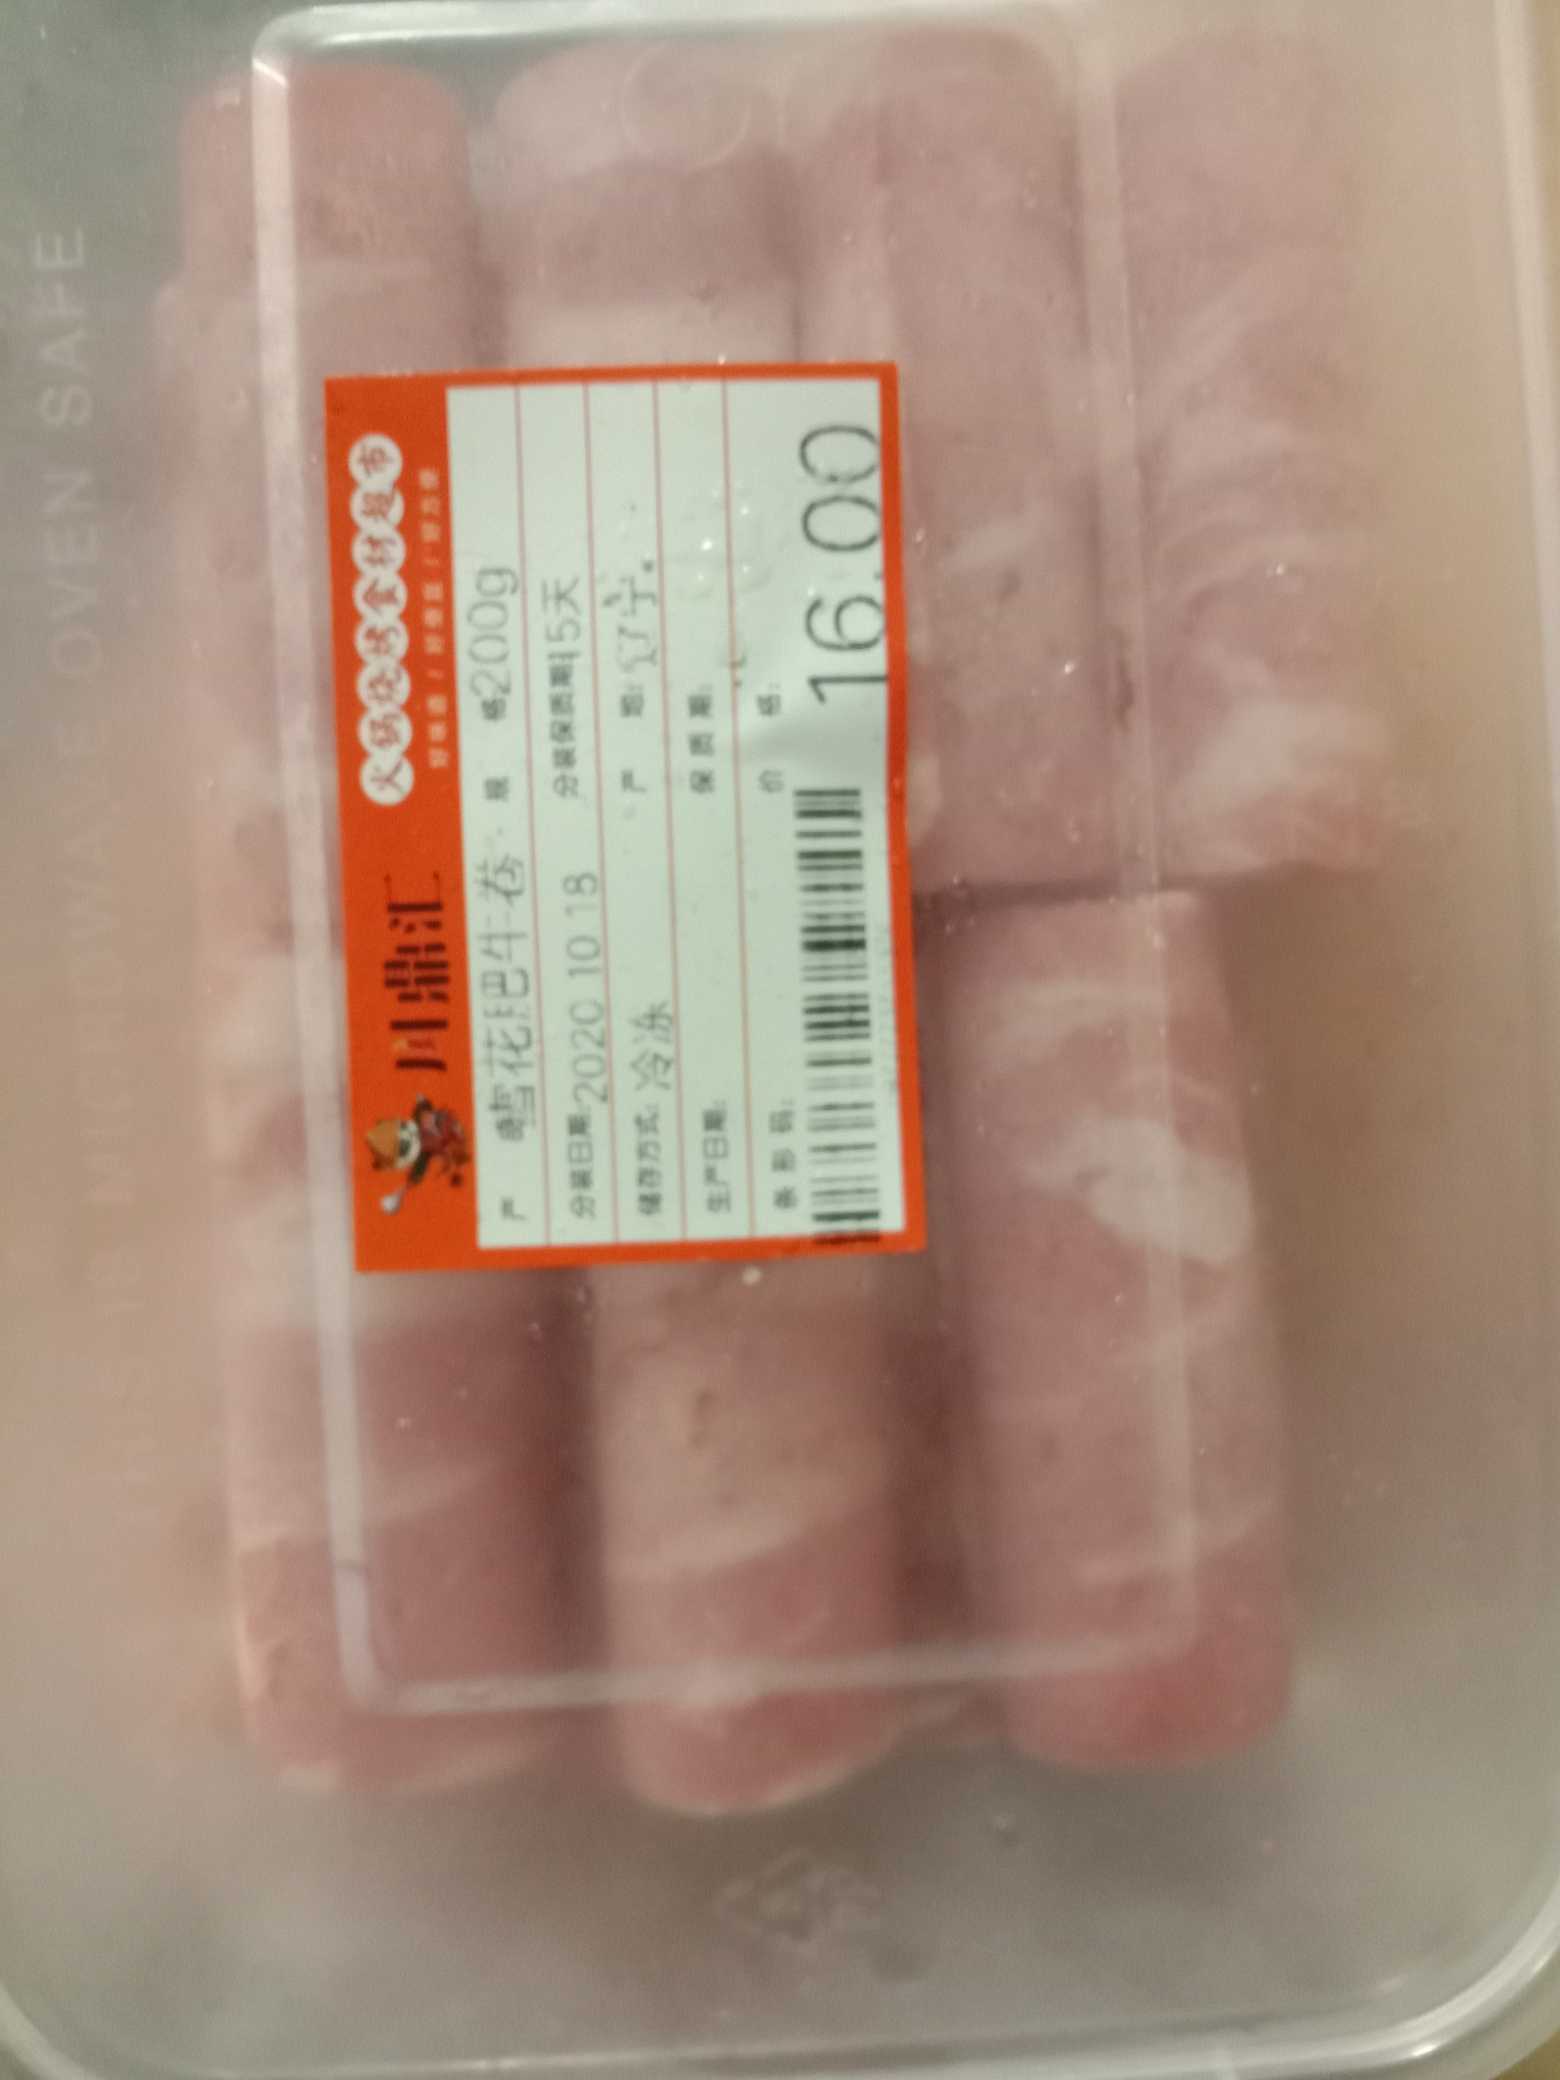 MICROWAVE OVEN SAFE
川鼎汇
火锅烧烤食材超市
产 雪花肥牛卷 规 格 200g
分装日期: 2020 10 18 分装保质期 15天
储存方式: 冷冻 产 地: 辽宁
生产日期: 保质期:
条形码: 价 格:
16.00